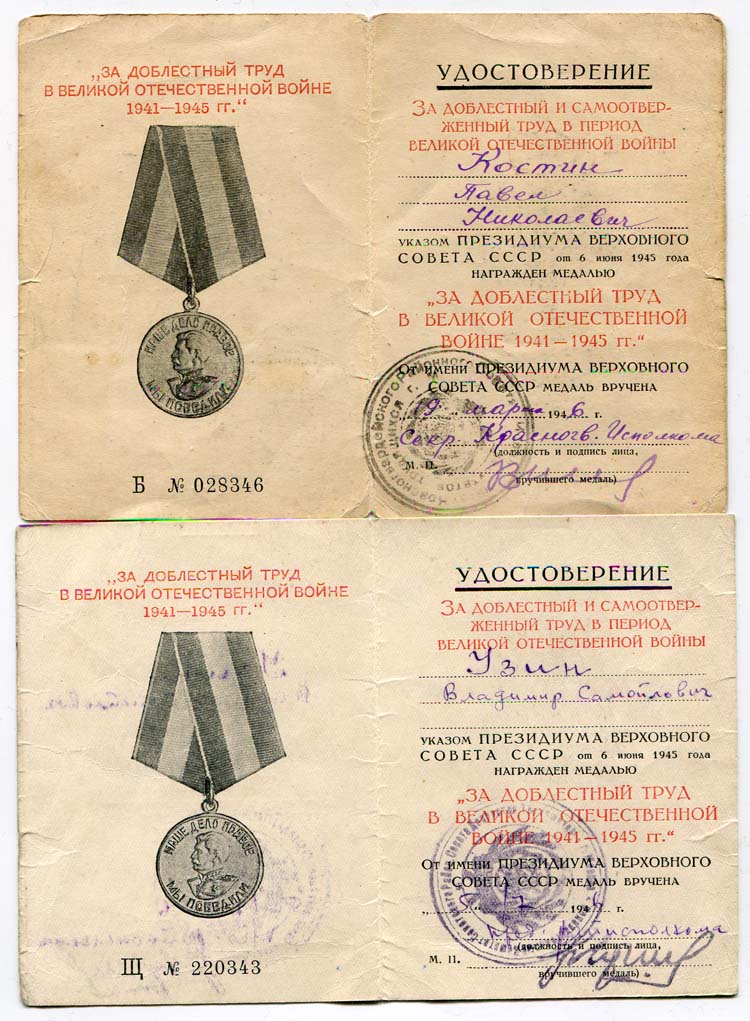 „ЗА ДОБЛЕСТНЫЙ ТРУД
В ВЕЛИКОЙ ОТЕЧЕСТВЕННОЙ ВОЙНЕ
1941—1945 гг.“
НАШЕ ДЕЛО ПРАВОЕ
МЫ ПОБЕДИЛИ
Б № 028346
УДОСТОВЕРЕНИЕ
ЗА ДОБЛЕСТНЫЙ И САМООТВЕР-
ЖЕННЫЙ ТРУД В ПЕРИОД
ВЕЛИКОЙ ОТЕЧЕСТВЕННОЙ ВОЙНЫ
Костин
Павел
Николаевич
УКАЗОМ ПРЕЗИДИУМА ВЕРХОВНОГО
СОВЕТА СССР от 6 июня 1945 года
НАГРАЖДЕН МЕДАЛЬЮ
„ЗА ДОБЛЕСТНЫЙ ТРУД
В ВЕЛИКОЙ ОТЕЧЕСТВЕННОЙ
ВОЙНЕ 1941—1945 гг.“
От имени ПРЕЗИДИУМА ВЕРХОВНОГО
СОВЕТА СССР МЕДАЛЬ ВРУЧЕНА
„19“ марта 1946 г.
Секр. Красногв. Исполкома
(должность и подпись лица,
М. П.
вручившего медаль)
„ЗА ДОБЛЕСТНЫЙ ТРУД
В ВЕЛИКОЙ ОТЕЧЕСТВЕННОЙ ВОЙНЕ
1941—1945 гг.“
НАШЕ ДЕЛО ПРАВОЕ
МЫ ПОБЕДИЛИ
Щ № 220343
УДОСТОВЕРЕНИЕ
ЗА ДОБЛЕСТНЫЙ И САМООТВЕР-
ЖЕННЫЙ ТРУД В ПЕРИОД
ВЕЛИКОЙ ОТЕЧЕСТВЕННОЙ ВОЙНЫ
Узин
Владимир Самойлович
УКАЗОМ ПРЕЗИДИУМА ВЕРХОВНОГО
СОВЕТА СССР от 6 июня 1945 года
НАГРАЖДЕН МЕДАЛЬЮ
„ЗА ДОБЛЕСТНЫЙ ТРУД
В ВЕЛИКОЙ ОТЕЧЕСТВЕННОЙ
ВОЙНЕ 1941—1945 гг.“
От имени ПРЕЗИДИУМА ВЕРХОВНОГО
СОВЕТА СССР МЕДАЛЬ ВРУЧЕНА
194 г.
райисполкома
(должность и подпись лица,
М. П.
вручившего медаль)